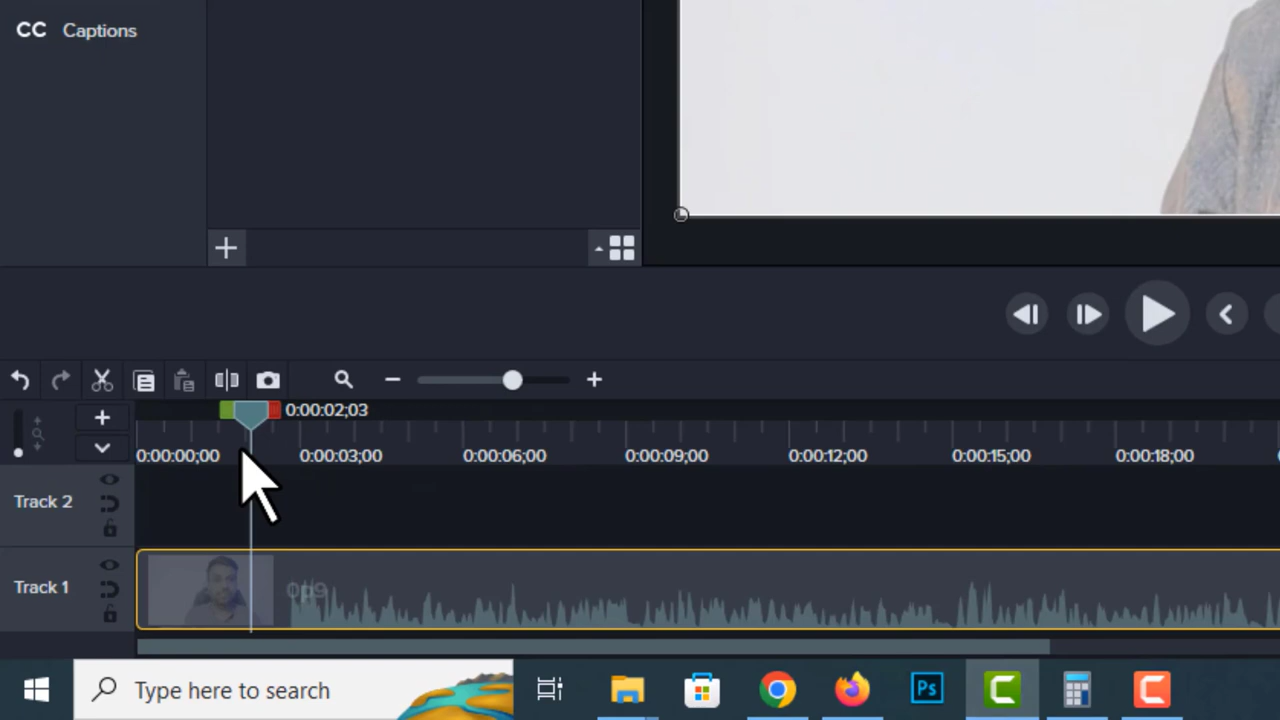 CC Captions
0:00:02;03
0:00:00;00 0:00:03;00 0:00:06;00 0:00:09;00 0:00:12;00 0:00:15;00 0:00:18;00
Track 2
Track 1
0p9
Type here to search
Ps